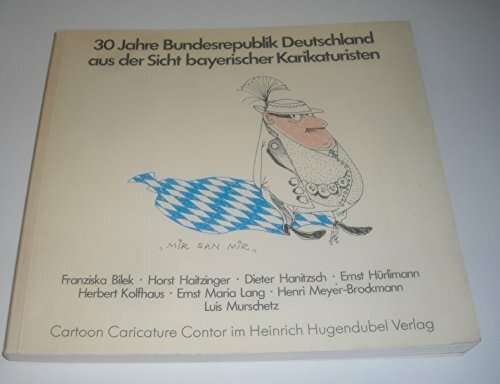 30 Jahre Bundesrepublik Deutschland
aus der Sicht bayerischer Karikaturisten
„MIR SAN MIR"
Franziska Bilek · Horst Haitzinger · Dieter Hanitzsch · Ernst Hürlimann
Herbert Kolfhaus · Ernst Maria Lang · Henri Meyer-Brockmann
Luis Murschetz
Cartoon Caricature Contor im Heinrich Hugendubel Verlag